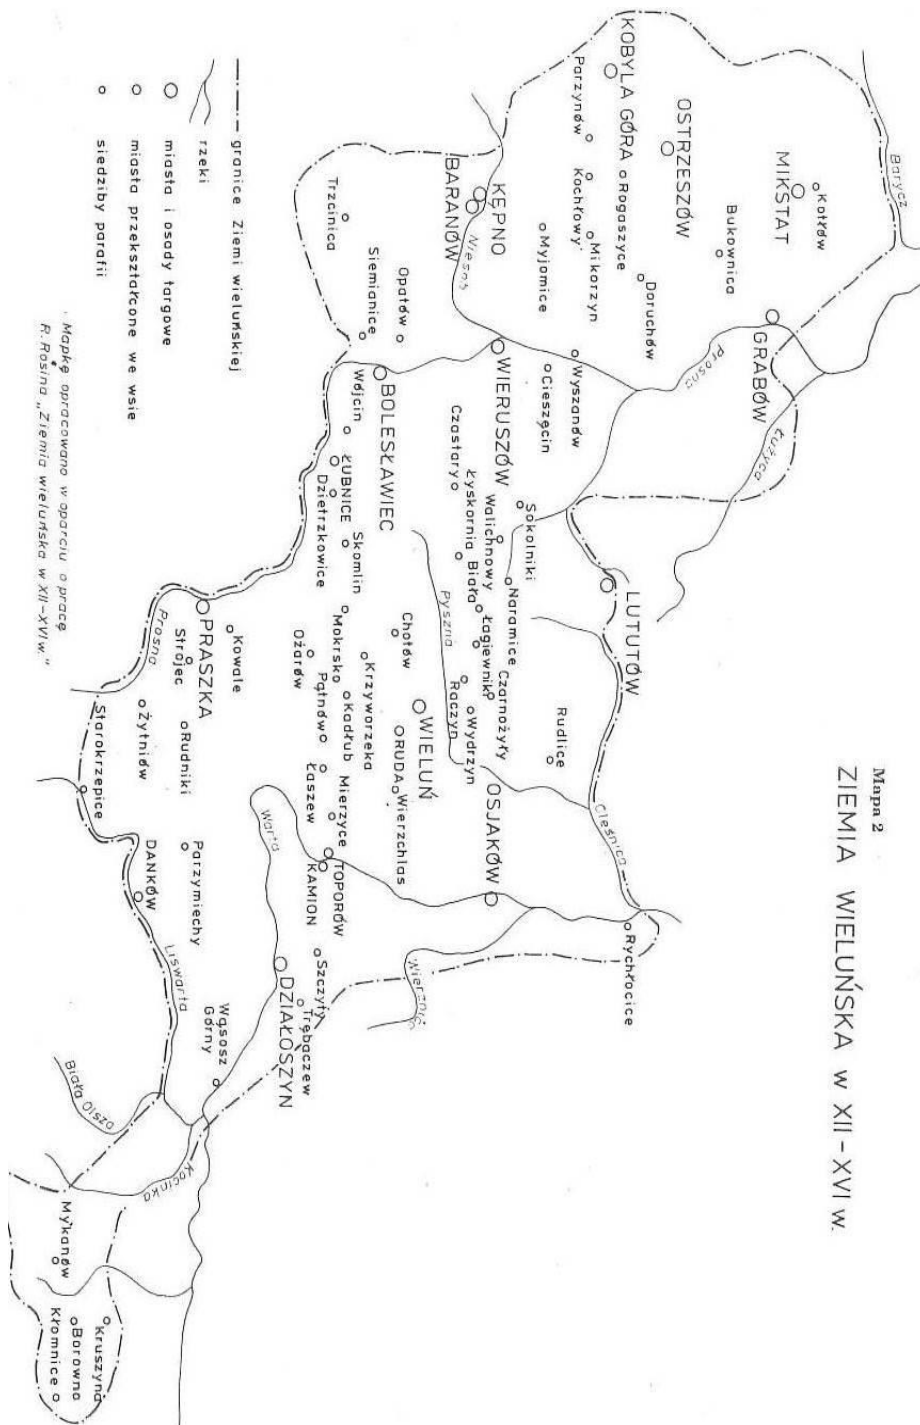 Mapa 2
ZIEMIA WIELUŃSKA w XII – XVI w.
Barycz
Kotłów
MIKSTAT
Bukownica
OSTRZESZÓW
KOBYLA GÓRA
Rogaszyce
Parzynów
Kochłowy
Mikorzyn
Doruchów
Myjomice
KĘPNO
BARANÓW
Niesob
GRABÓW
Prosna
Łużyca
Wyszanów
Cieszęcin
WIERUSZÓW
Opatów
Siemianice
Trzcinica
BOLESŁAWIEC
Wójcin
ŁUBNICE
Dzietrzkowice
Skomlin
Czastary
Łyskornia
Walichnowy
Sokolniki
Biała
Naramice
Łagiewniki
Czarnożyły
LUTUTÓW
Rudlice
Pyszna
Raczyn
Wydrzyn
Chotów
WIELUŃ
RUDA
Wierzchlas
Krzyworzeka
Mokrsko
Kadłub
Ożarów
Pątnów
Łaszew
Mierzyce
OSJAKÓW
Cieśnica
Rychłocice
Kowale
PRASZKA
Prosna
Strojec
Rudniki
Żytniów
Starokrzepice
Parzymiechy
DANKÓW
Liswarta
Warta
TOPORÓW
KAMION
Szczyty
Trębaczew
DZIAŁOSZYN
Wąsosz
Górny
Biała Olsza
Kocinka
Mykanów
Kruszyna
Borowna
Kłomnice
granice Ziemi wieluńskiej
rzeki
miasta i osady targowe
miasta przekształcone we wsie
siedziby parafii
Mapkę opracowano w oparciu o pracę
R. Rosina „Ziemia wieluńska w XII-XVI w."